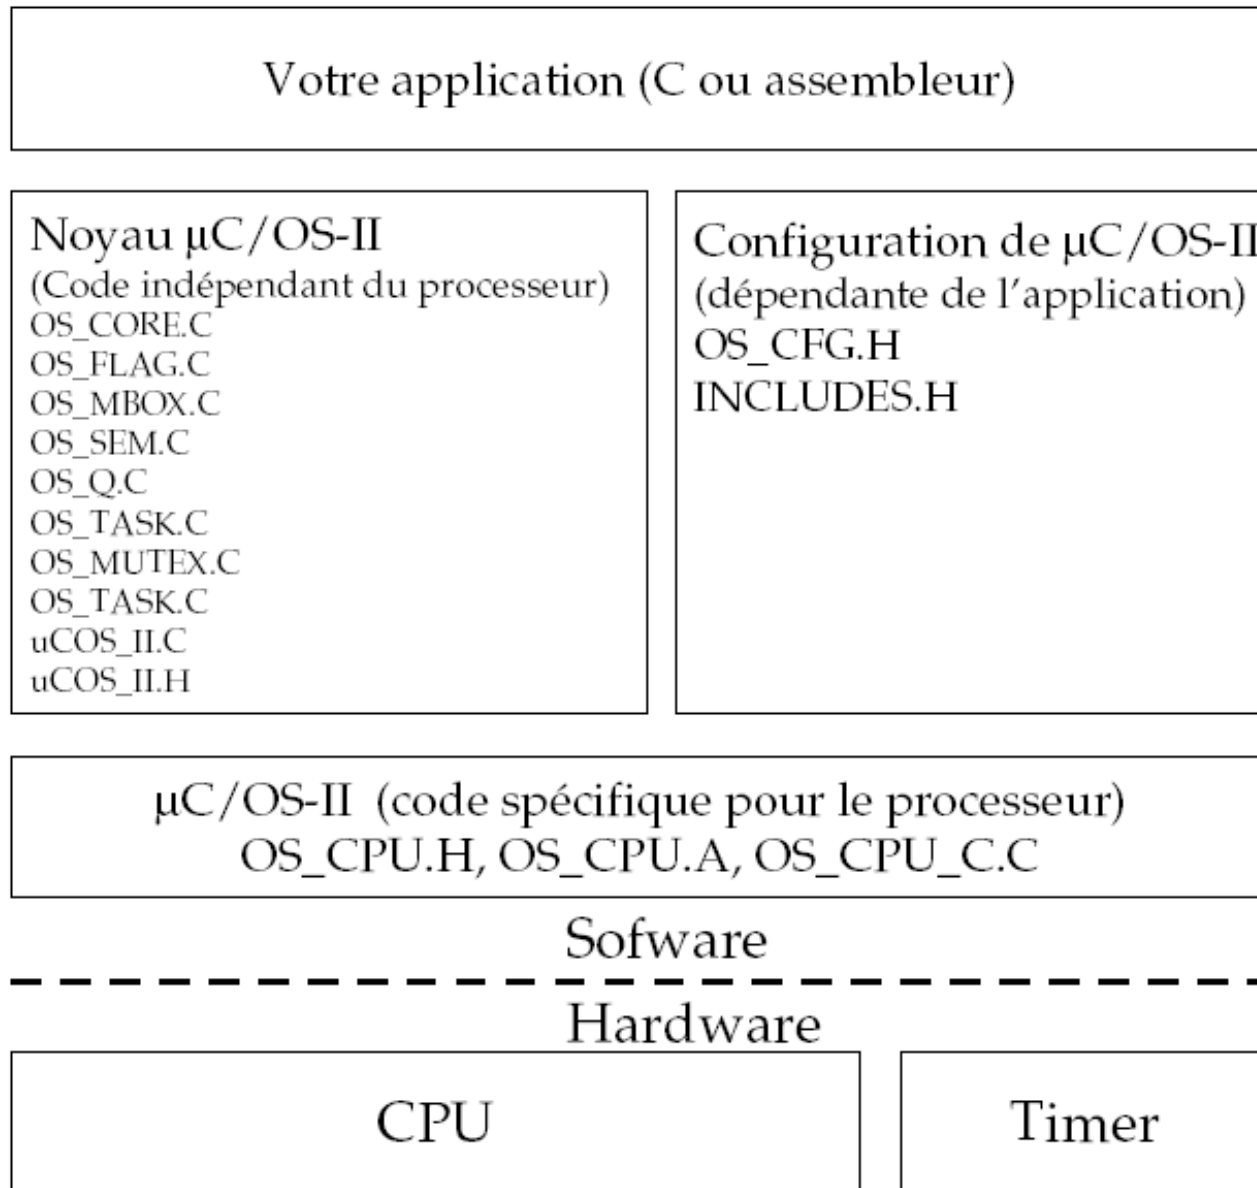 Votre application (C ou assembleur)
Noyau μC/OS-II
(Code indépendant du processeur)
OS_CORE.C
OS_FLAG.C
OS_MBOX.C
OS_SEM.C
OS_Q.C
OS_TASK.C
OS_MUTEX.C
OS_TASK.C
uCOS_II.C
uCOS_II.H
Configuration de μC/OS-II
(dépendante de l'application)
OS_CFG.H
INCLUDES.H
μC/OS-II (code spécifique pour le processeur)
OS_CPU.H, OS_CPU.A, OS_CPU_C.C
Sofware
Hardware
CPU
Timer